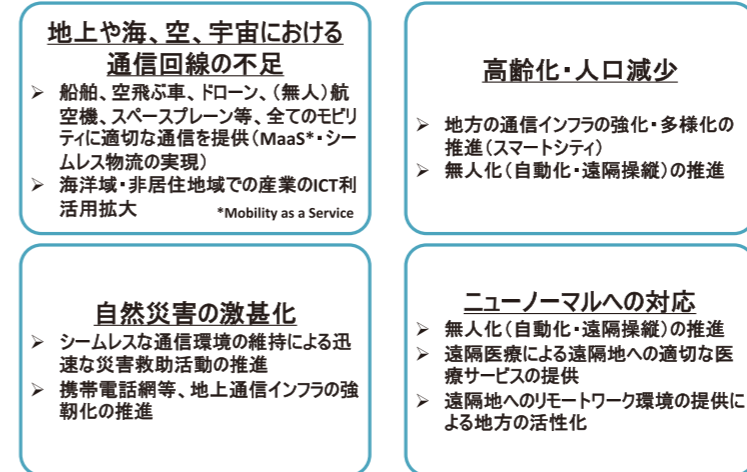 地上や海、空、宇宙における
通信回線の不足
➢ 船舶、空飛ぶ車、ドローン、（無人）航
空機、スペースプレーン等、全てのモビリ
ティに適切な通信を提供（MaaS*・シー
ムレス物流の実現）
➢ 海洋域・非居住地域での産業のICT利
活用拡大
*Mobility as a Service
高齢化・人口減少
➢ 地方の通信インフラの強化・多様化の
推進（スマートシティ）
➢ 無人化（自動化・遠隔操縦）の推進
自然災害の激甚化
➢ シームレスな通信環境の維持による迅
速な災害救助活動の推進
➢ 携帯電話網等、地上通信インフラの強
靭化の推進
ニューノーマルへの対応
➢ 無人化（自動化・遠隔操縦）の推進
➢ 遠隔医療による遠隔地への適切な医
療サービスの提供
➢ 遠隔地へのリモートワーク環境の提供に
よる地方の活性化